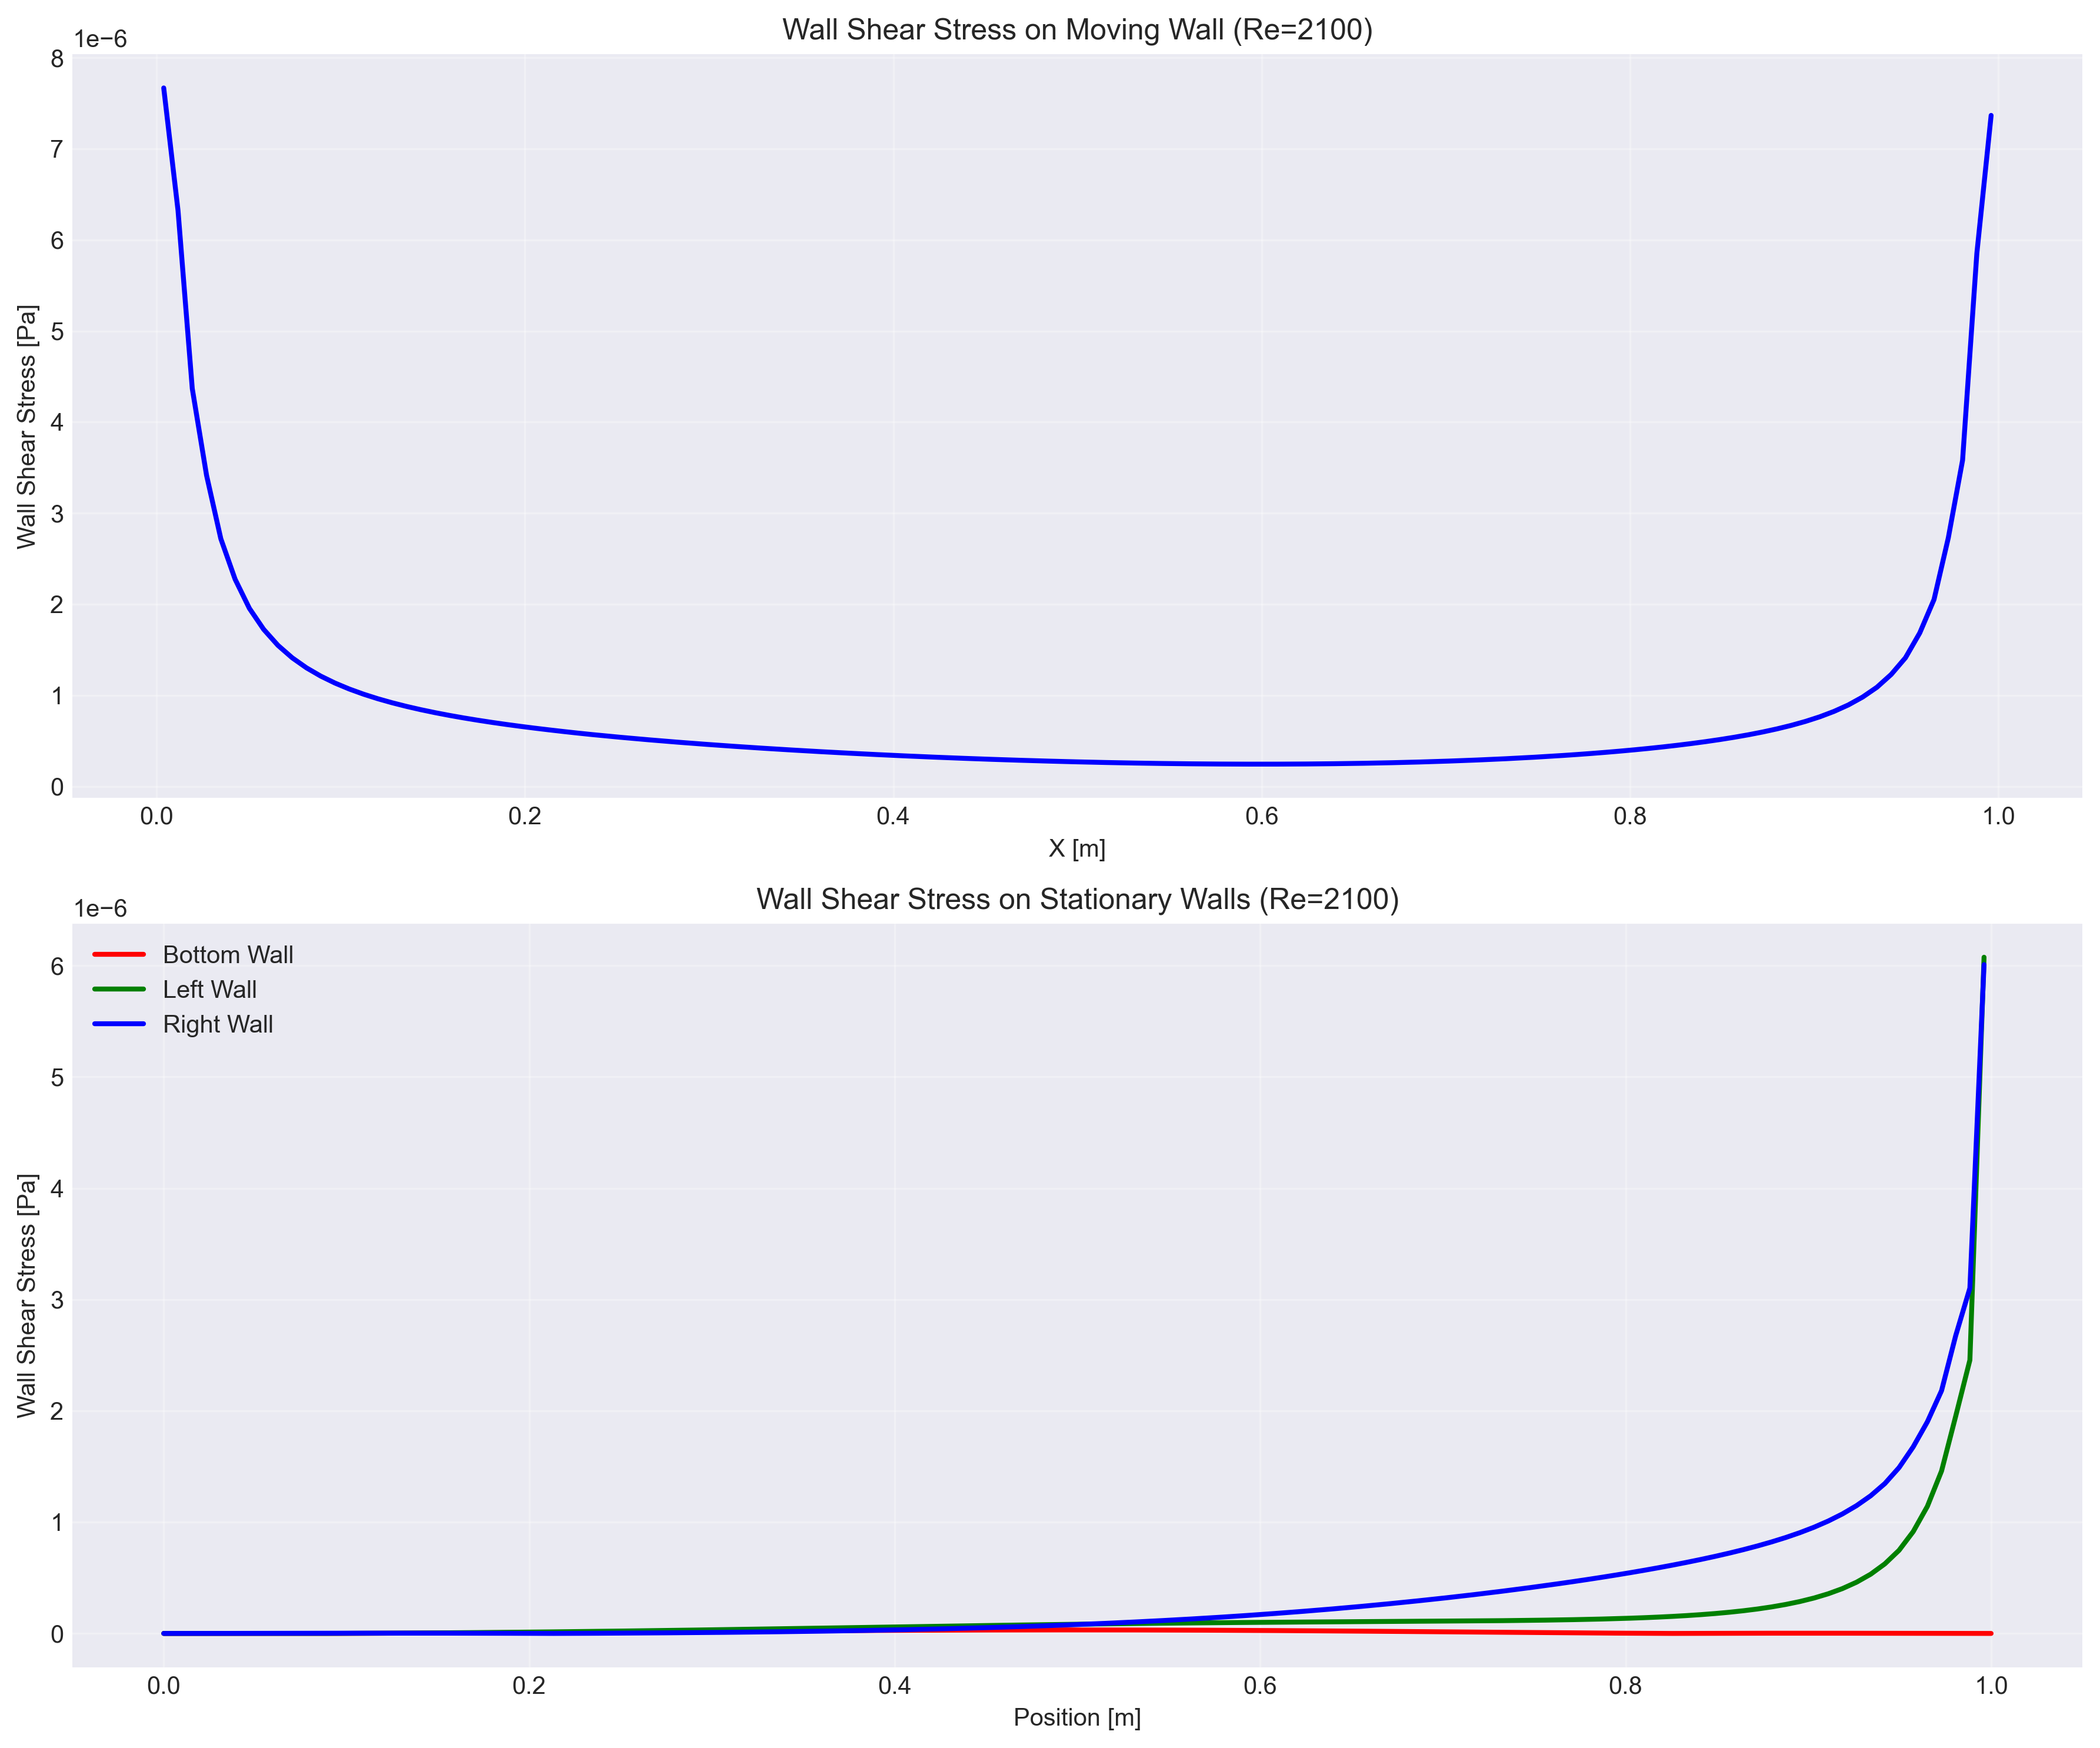 Wall Shear Stress on Moving Wall (Re=2100)
1e−6
8
7
6
5
4
3
2
1
0
Wall Shear Stress [Pa]
0.0 0.2 0.4 0.6 0.8 1.0
X [m]
Wall Shear Stress on Stationary Walls (Re=2100)
1e−6
Bottom Wall
Left Wall
Right Wall
6
5
4
3
2
1
0
Wall Shear Stress [Pa]
0.0 0.2 0.4 0.6 0.8 1.0
Position [m]